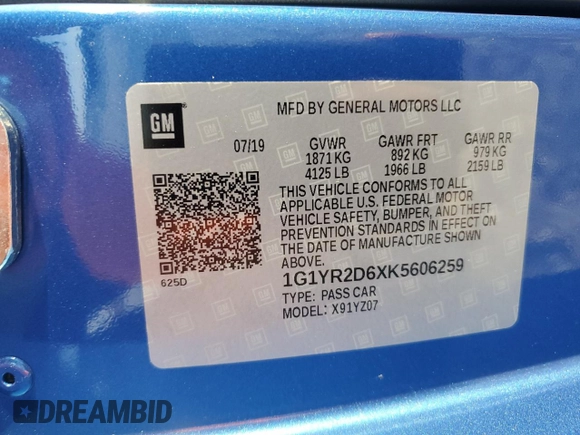 MFD BY GENERAL MOTORS LLC
GM
07/19 GVWR GAWR FRT GAWR RR
1871 KG 892 KG 979 KG
4125 LB 1966 LB 2159 LB
THIS VEHICLE CONFORMS TO ALL
APPLICABLE U.S. FEDERAL MOTOR
VEHICLE SAFETY, BUMPER, AND THEFT
PREVENTION STANDARDS IN EFFECT ON
THE DATE OF MANUFACTURE SHOWN
ABOVE.
625D 1G1YR2D6XK5606259
TYPE: PASS CAR
MODEL: X91YZ07
DREAMBID